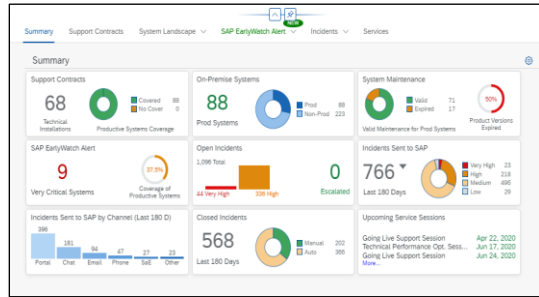 NEW
Summary Support Contracts System Landscape SAP EarlyWatch Alert Incidents Services
Summary
Support Contracts
68
Technical
Installations
Covered 88
No Cover 0
Productive Systems Coverage
On-Premise Systems
88
Prod Systems
Prod 88
Non-Prod 223
System Maintenance
Valid 71
Expired 17
Valid Maintenance for Prod Systems
50%
Product Versions
Expired
SAP EarlyWatch Alert
9
Very Critical Systems
37.5%
Coverage of
Productive Systems
Open Incidents
1,096 Total
44 Very High
336 High
0
Escalated
Incidents Sent to SAP
766
Last 180 Days
Very High 23
High 218
Medium 496
Low 29
Incidents Sent to SAP by Channel (Last 180 D)
398
181
94
47
27
23
Portal Chat Email Phone SaE Other
Closed Incidents
568
Last 180 Days
Manual 202
Auto 366
Upcoming Service Sessions
Going Live Support Session Apr 22, 2020
Technical Performance Opt. Sess... Jun 17, 2020
Going Live Support Session Jun 24, 2020
More...